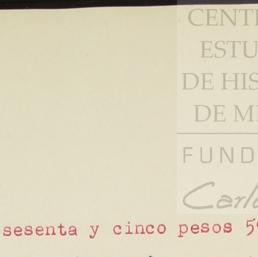 CENT
ESTU
DE HIS
DE M
FUND
Carl
sesenta y cinco pesos 5